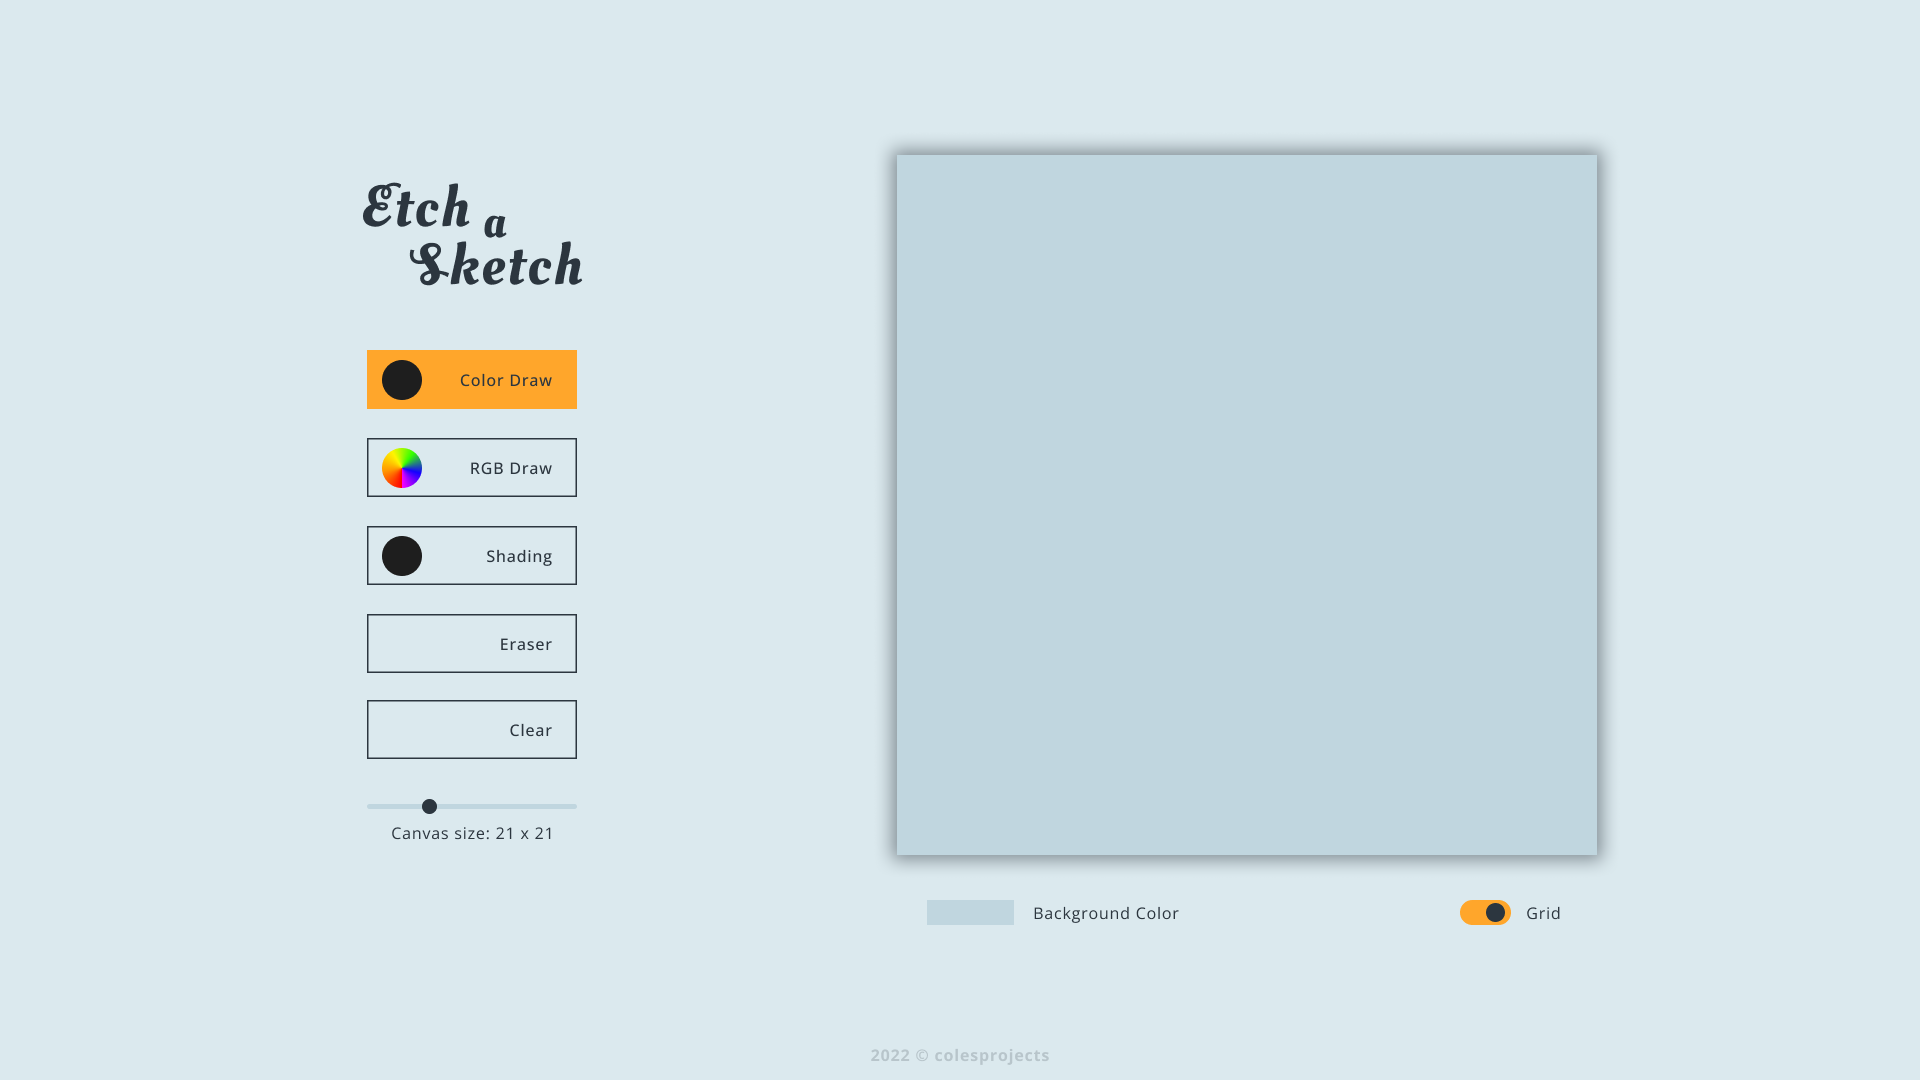 Etch a
Sketch
Color Draw
RGB Draw
Shading
Eraser
Clear
Canvas size: 21 x 21
Background Color
Grid
2022 © colesprojects